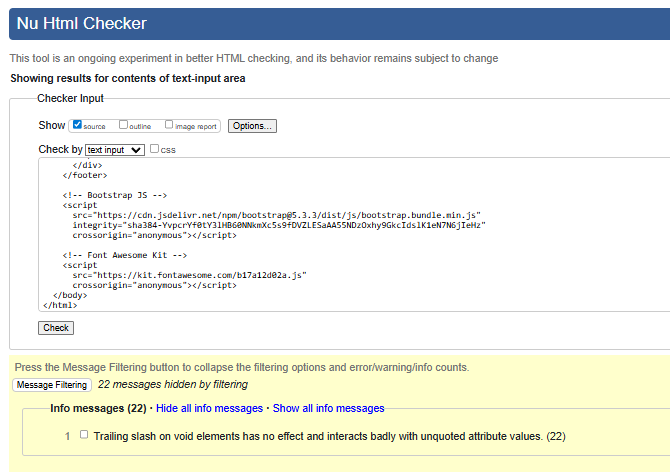 Nu Html Checker
This tool is an ongoing experiment in better HTML checking, and its behavior remains subject to change
Showing results for contents of text-input area
Checker Input
Show source outline image report Options...
Check by text input css
</div>
</footer>
<!-- Bootstrap JS -->
<script
src="https://cdn.jsdelivr.net/npm/bootstrap@5.3.3/dist/js/bootstrap.bundle.min.js"
integrity="sha384-YvpcrYf0tY3lHB60NNkmXc5s9fDVZLESaAA55NDzOxhy9GkcIdslK1eN7N6jIeHz"
crossorigin="anonymous"></script>
<!-- Font Awesome Kit -->
<script
src="https://kit.fontawesome.com/b17a12d02a.js"
crossorigin="anonymous"></script>
</body>
</html>
Check
Press the Message Filtering button to collapse the filtering options and error/warning/info counts.
Message Filtering 22 messages hidden by filtering
Info messages (22) · Hide all info messages · Show all info messages
1 Trailing slash on void elements has no effect and interacts badly with unquoted attribute values. (22)